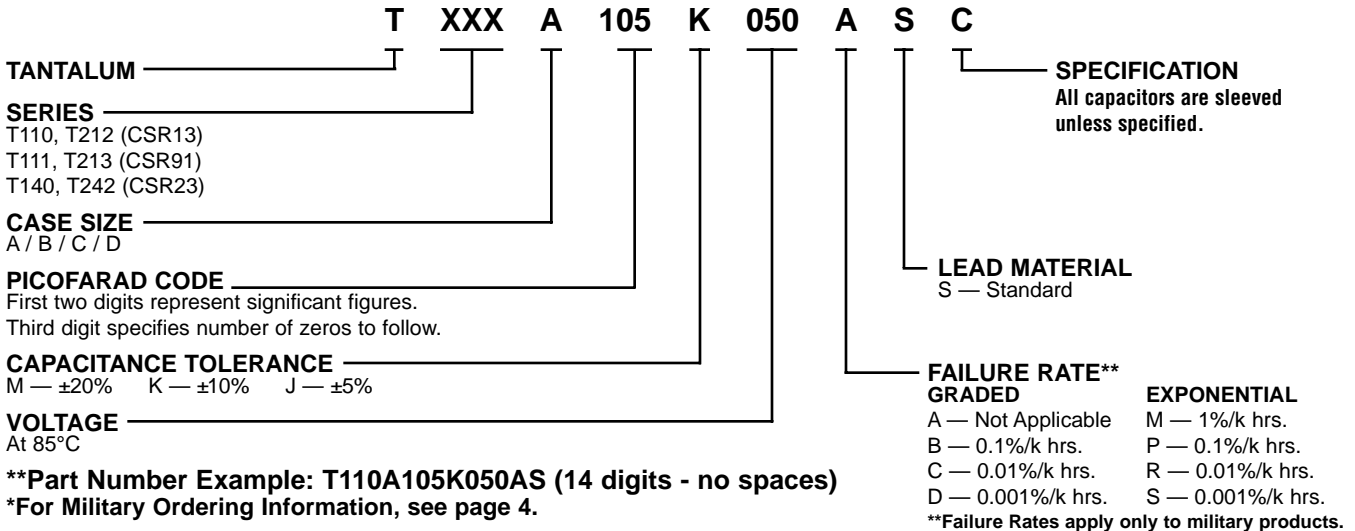 T XXX A 105 K 050 A S C
TANTALUM
SERIES
T110, T212 (CSR13)
T111, T213 (CSR91)
T140, T242 (CSR23)
CASE SIZE
A / B / C / D
PICOFARAD CODE
First two digits represent significant figures.
Third digit specifies number of zeros to follow.
CAPACITANCE TOLERANCE
M — ±20% K — ±10% J — ±5%
VOLTAGE
At 85°C
**Part Number Example: T110A105K050AS (14 digits - no spaces)
*For Military Ordering Information, see page 4.
SPECIFICATION
All capacitors are sleeved
unless specified.
LEAD MATERIAL
S — Standard
FAILURE RATE**
GRADED EXPONENTIAL
A — Not Applicable M — 1%/k hrs.
B — 0.1%/k hrs. P — 0.1%/k hrs.
C — 0.01%/k hrs. R — 0.01%/k hrs.
D — 0.001%/k hrs. S — 0.001%/k hrs.
**Failure Rates apply only to military products.